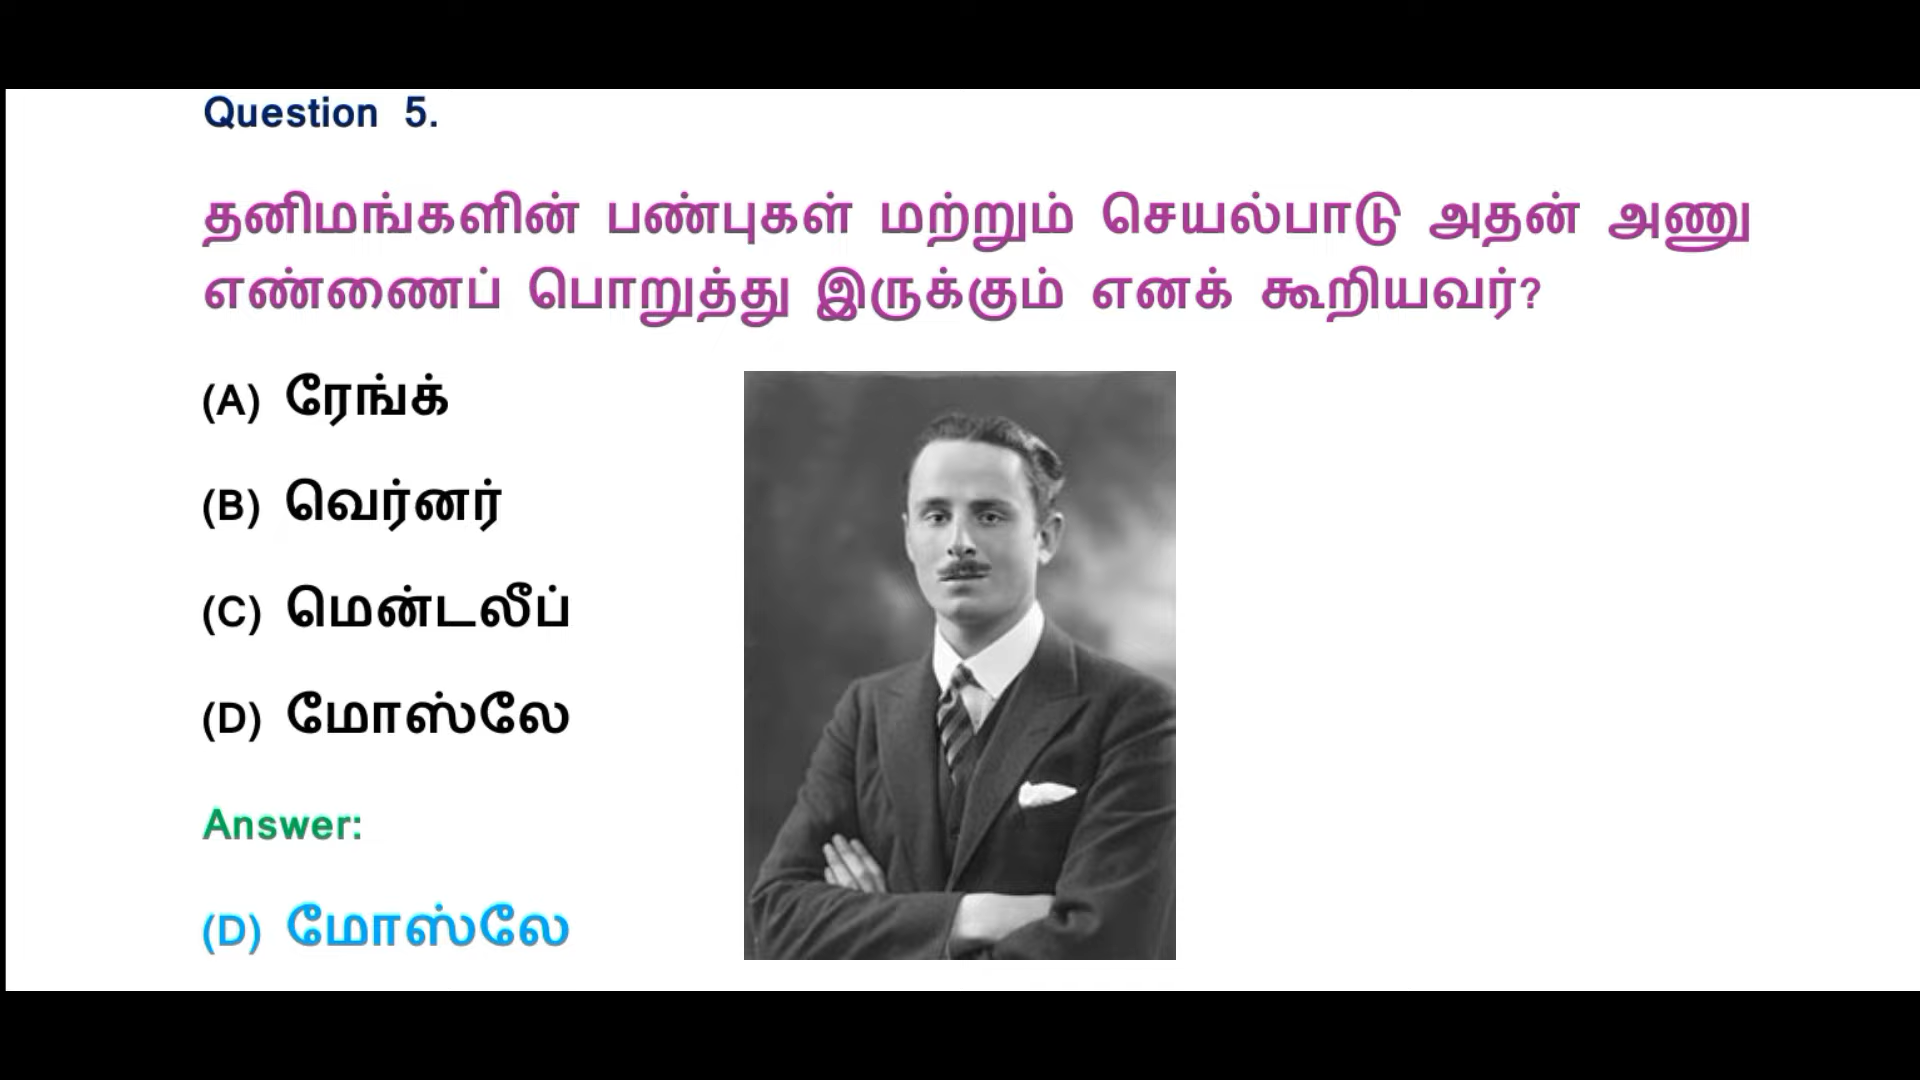 Question 5.
தனிமங்களின் பண்புகள் மற்றும் செயல்பாடு அதன் அணு
எண்ணைப் பொறுத்து இருக்கும் எனக் கூறியவர்?
(A) ரேங்க்
(B) வெர்னர்
(C) மென்டலீப்
(D) மோஸ்லே
Answer:
(D) மோஸ்லே